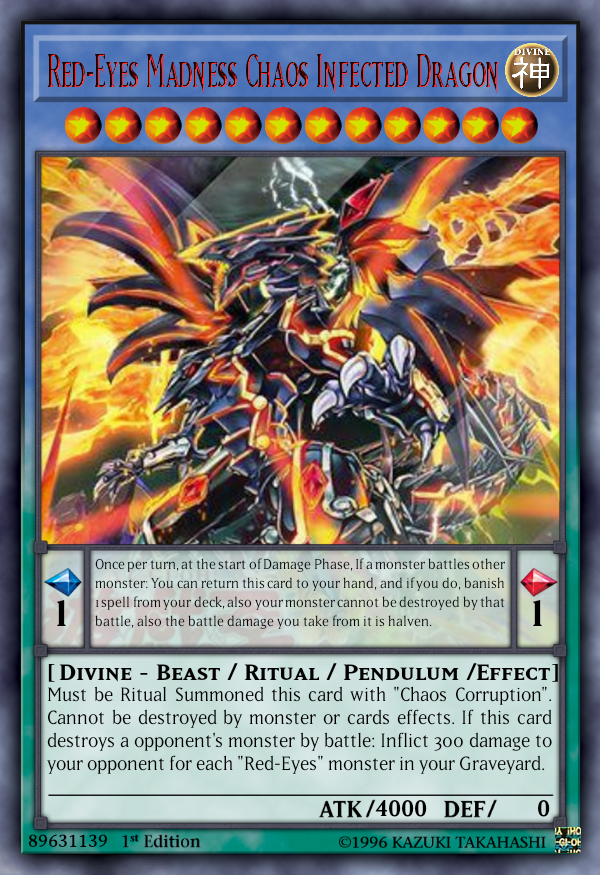 Red-Eyes Madness Chaos Infected Dragon
DIVINE
神
Once per turn, at the start of Damage Phase, If a monster battles other
monster: You can return this card to your hand, and if you do, banish
1 spell from your deck, also your monster cannot be destroyed by that
battle, also the battle damage you take from it is halven.
1
1
[ Divine - Beast / Ritual / Pendulum /Effect]
Must be Ritual Summoned this card with "Chaos Corruption".
Cannot be destroyed by monster or cards effects. If this card
destroys a opponent's monster by battle: Inflict 300 damage to
your opponent for each "Red-Eyes" monster in your Graveyard.
ATK/4000 DEF/ 0
89631139 1st Edition ©1996 KAZUKI TAKAHASHI